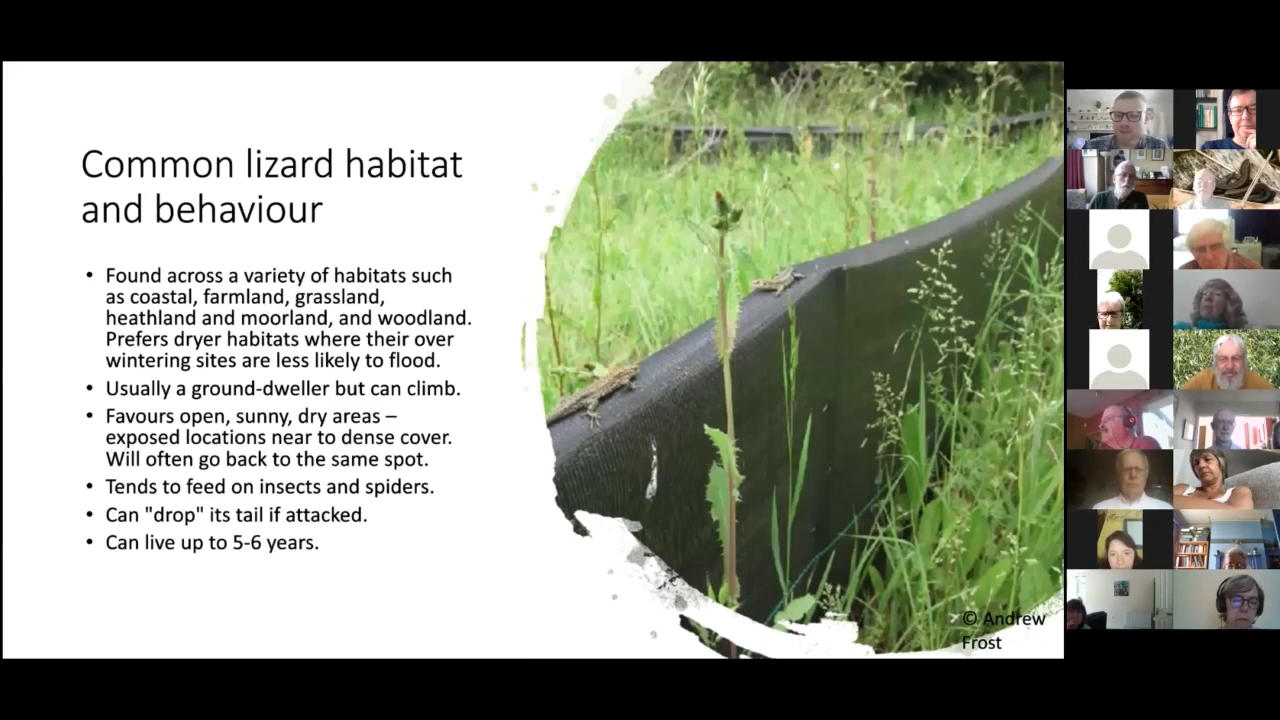 Common lizard habitat
and behaviour
• Found across a variety of habitats such
as coastal, farmland, grassland,
heathland and moorland, and woodland.
Prefers dryer habitats where their over
wintering sites are less likely to flood.
• Usually a ground-dweller but can climb.
• Favours open, sunny, dry areas –
exposed locations near to dense cover.
Will often go back to the same spot.
• Tends to feed on insects and spiders.
• Can "drop" its tail if attacked.
• Can live up to 5-6 years.
© Andrew
Frost